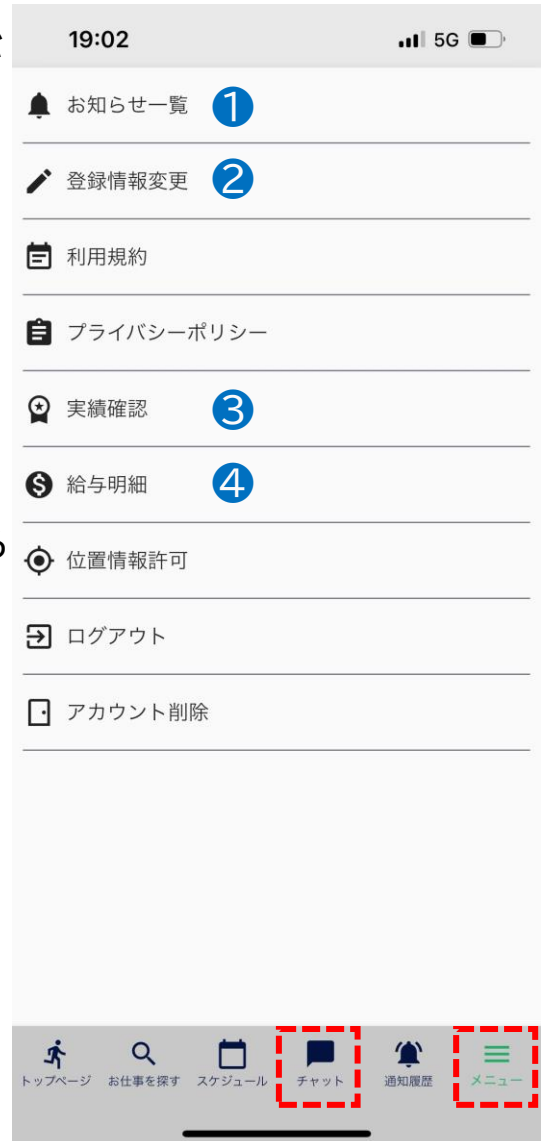 19:02 5G
お知らせ一覧 ❶
登録情報変更 ❷
利用規約
プライバシーポリシー
実績確認 ❸
給与明細 ❹
位置情報許可
ログアウト
アカウント削除
トップページ お仕事を探す スケジュール チャット 通知履歴 メニュー